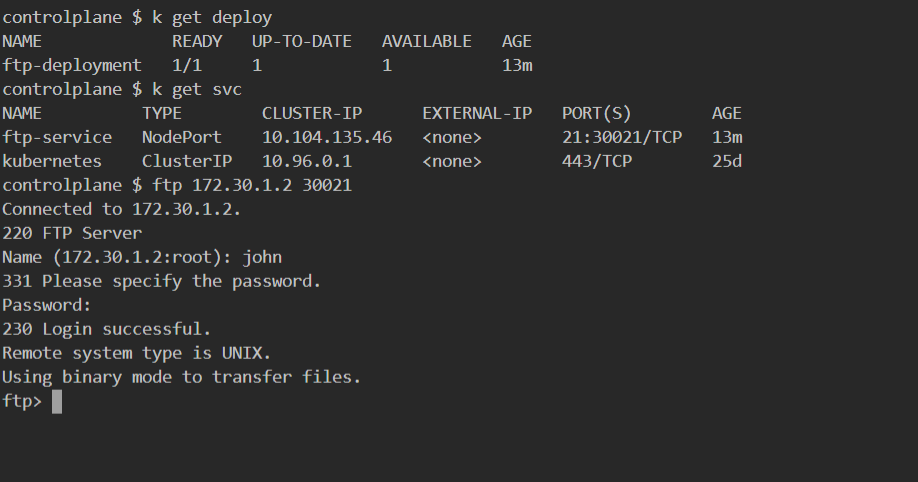 controlplane $ k get deploy
NAME             READY   UP-TO-DATE   AVAILABLE   AGE
ftp-deployment   1/1     1            1           13m
controlplane $ k get svc
NAME          TYPE        CLUSTER-IP      EXTERNAL-IP   PORT(S)        AGE
ftp-service   NodePort    10.104.135.46   <none>        21:30021/TCP   13m
kubernetes    ClusterIP   10.96.0.1       <none>        443/TCP        25d
controlplane $ ftp 172.30.1.2 30021
Connected to 172.30.1.2.
220 FTP Server
Name (172.30.1.2:root): john
331 Please specify the password.
Password:
230 Login successful.
Remote system type is UNIX.
Using binary mode to transfer files.
ftp>